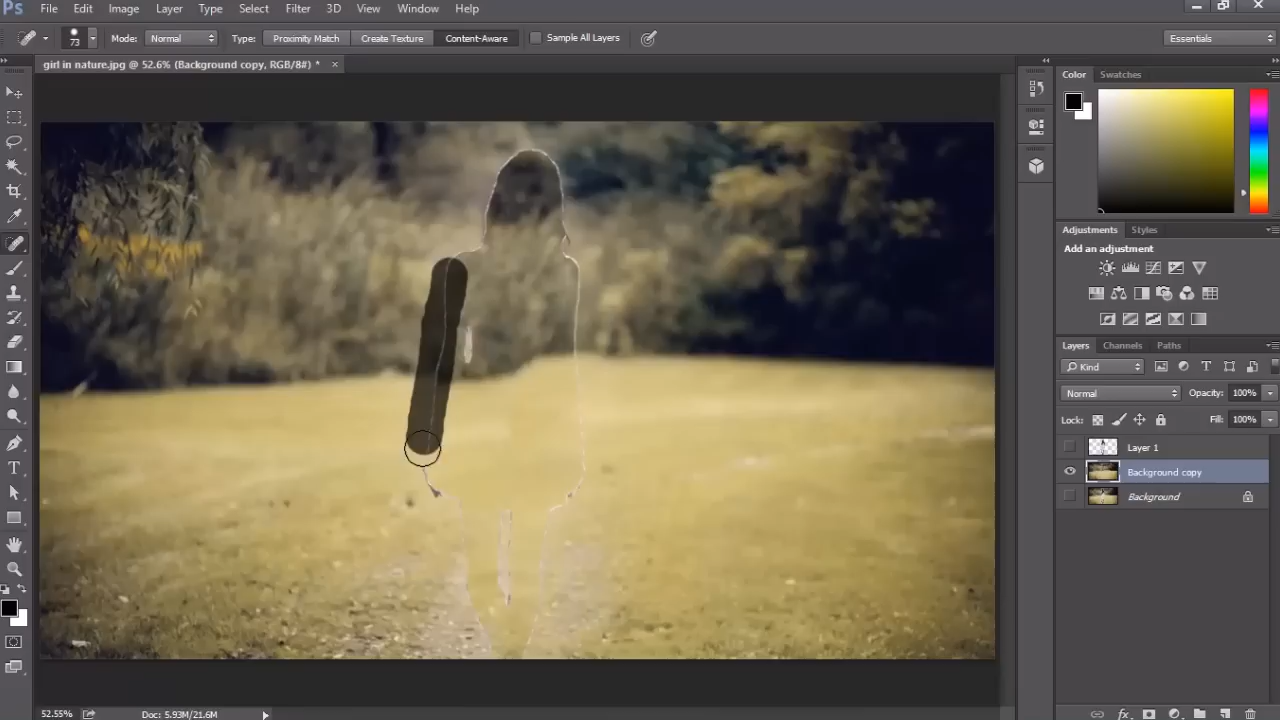 Ps File Edit Image Layer Type Select Filter 3D View Window Help
73 Mode: Normal Type: Proximity Match Create Texture Content-Aware Sample All Layers Essentials
girl in nature.jpg @ 52.6% (Background copy, RGB/8#) * ×
Color Swatches
Adjustments Styles
Add an adjustment
Layers Channels Paths
Kind
Normal Opacity: 100%
Lock: Fill: 100%
Layer 1
Background copy
Background
T
52.55% Doc: 5.93M/21.6M
fx